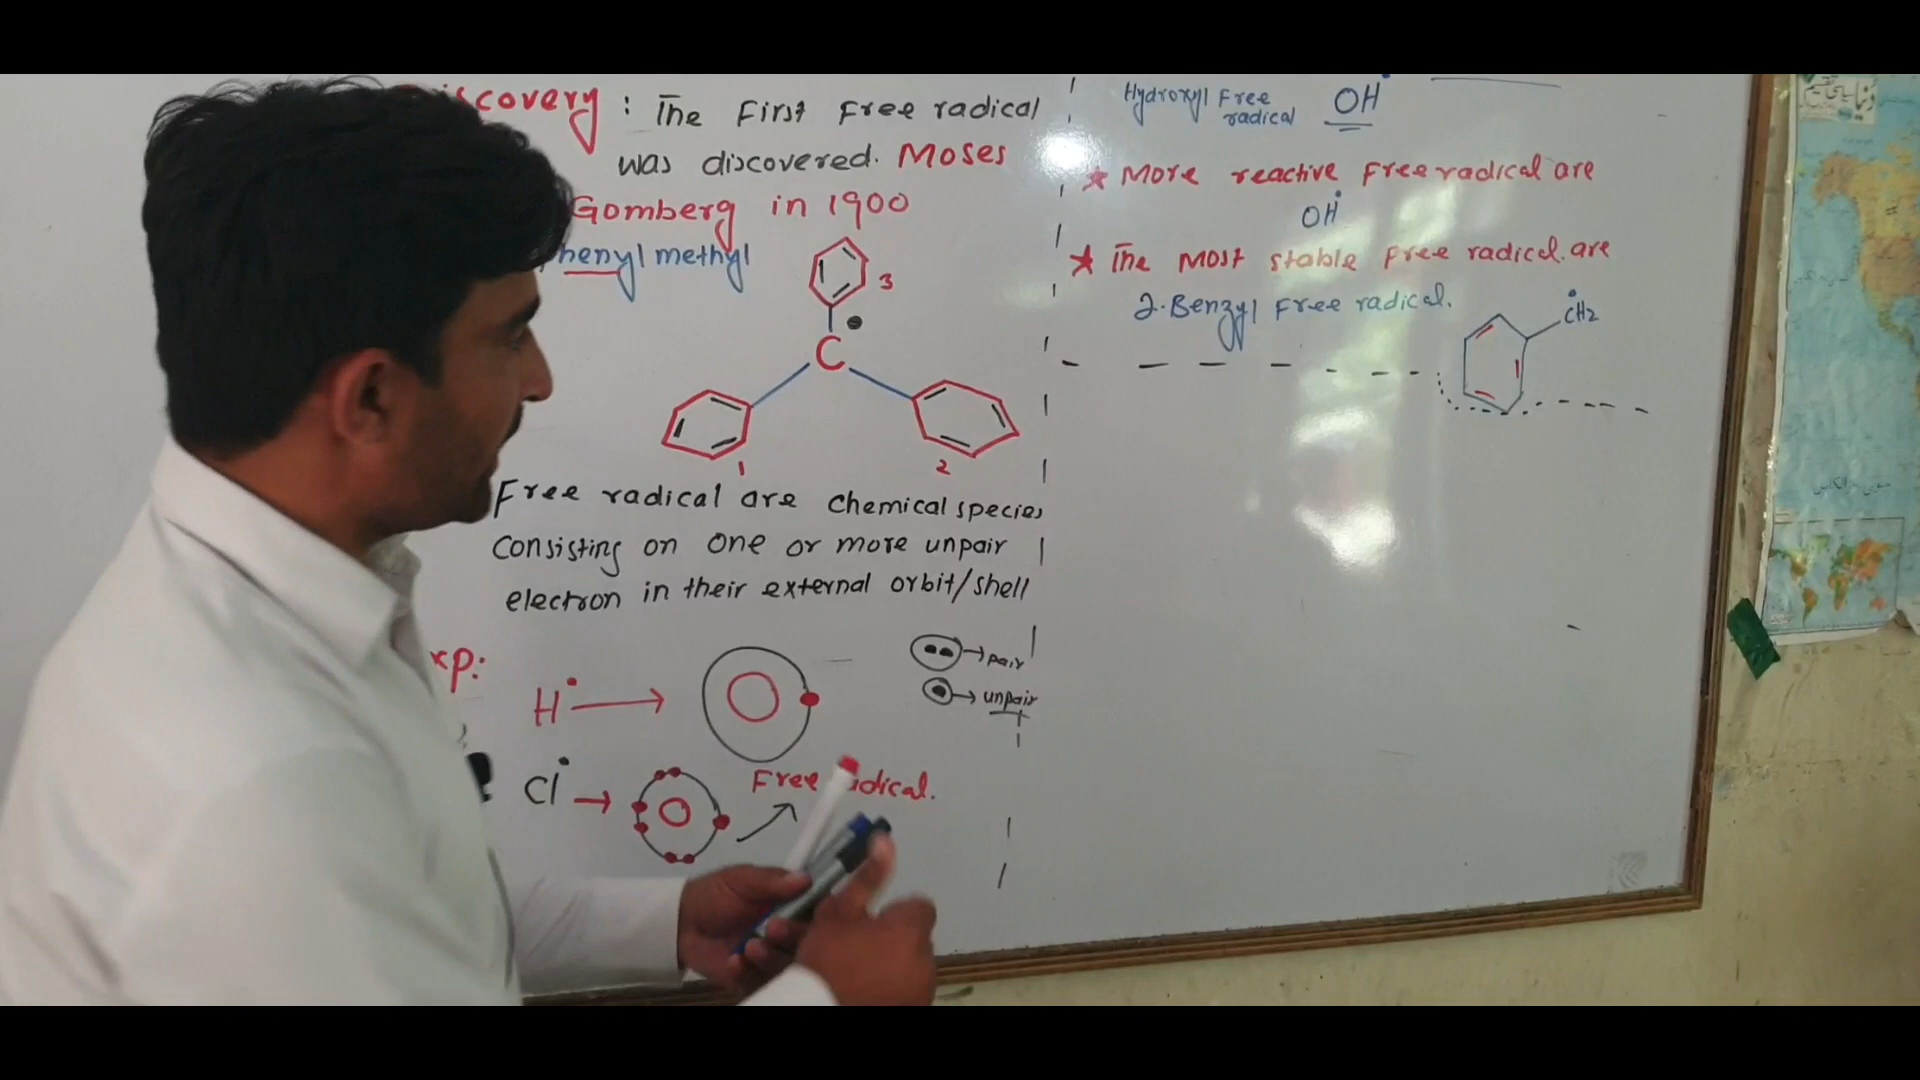 iscovery : The First Free radical
was discovered. Moses
Gomberg in 1900
henyl methyl
3
C
1
2
Free radical are chemical species
consisting on one or more unpair
electron in their external orbit/shell
xp:
→ pair
→ unpair
H• →
Cl• →
Free adical.
Hydroxyl Free
radical
OH•
★ More reactive Free radical are
OH•
★ The Most stable Free radical. are
2. Benzyl Free radical.
•CH2